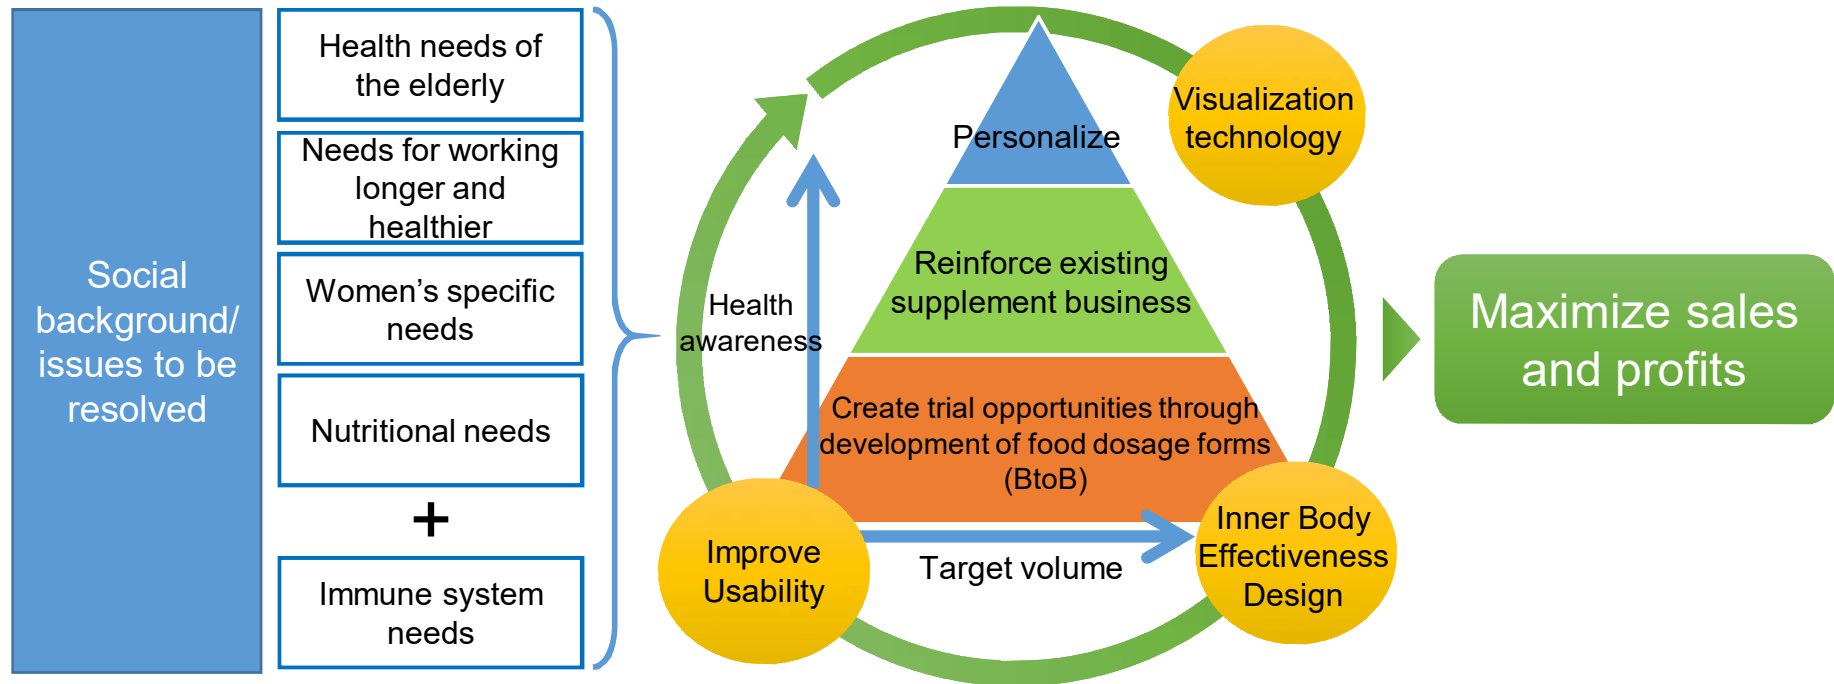 Social
background/
issues to be
resolved
Health needs of
the elderly
Needs for working
longer and
healthier
Women’s specific
needs
Nutritional needs
+
Immune system
needs
Health
awareness
Target volume
Personalize
Reinforce existing
supplement business
Create trial opportunities through
development of food dosage forms
(BtoB)
Visualization
technology
Improve
Usability
Inner Body
Effectiveness
Design
Maximize sales
and profits